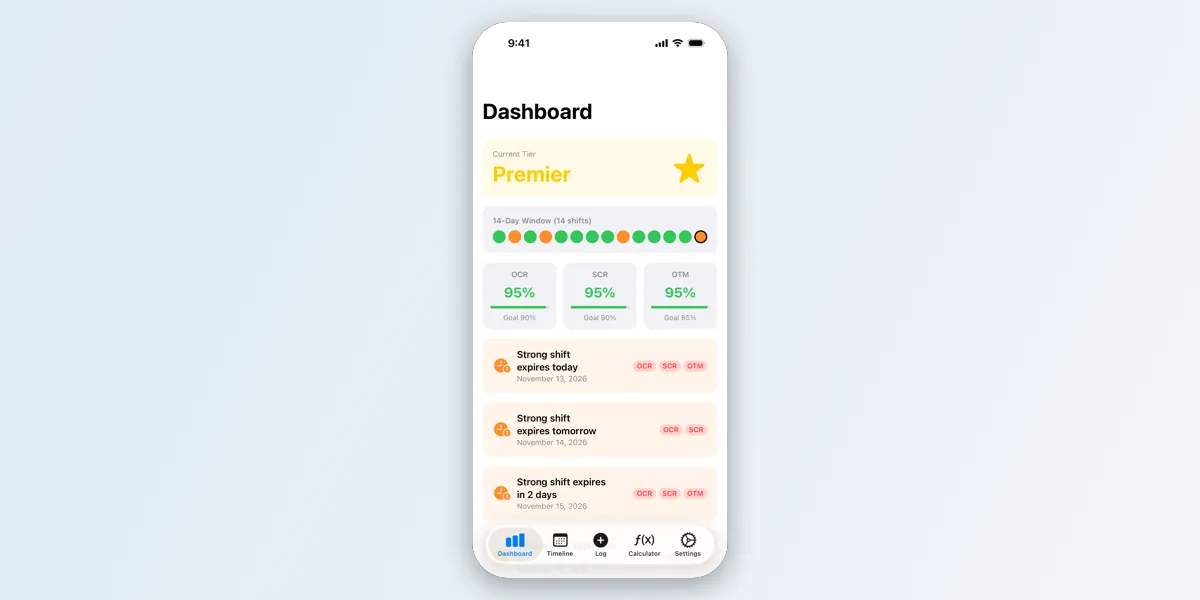 9:41
Dashboard
Current Tier
Premier
14-Day Window (14 shifts)
OCR
95%
Goal 90%
SCR
95%
Goal 90%
OTM
95%
Goal 85%
Strong shift
expires today
November 13, 2026
OCR SCR OTM
Strong shift
expires tomorrow
November 14, 2026
OCR SCR
Strong shift expires
in 2 days
November 15, 2026
OCR SCR OTM
Dashboard
Timeline
Log
ƒ(x)
Calculator
Settings